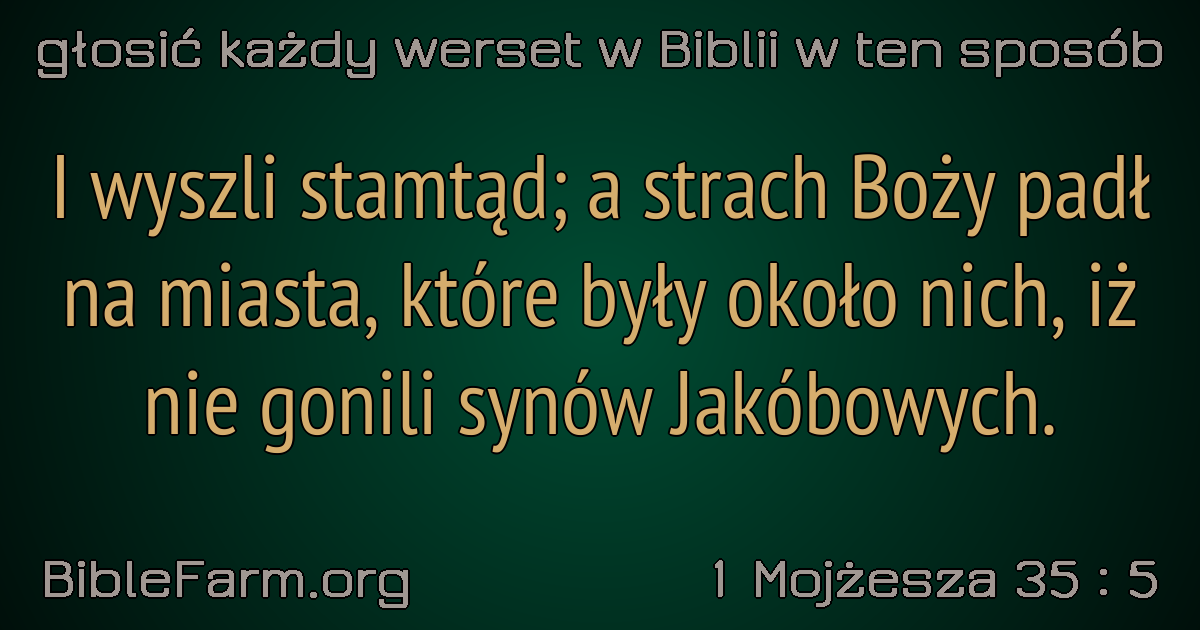 głosić każdy werset w Biblii w ten sposób
I wyszli stamtąd; a strach Boży padł
na miasta, które były około nich, iż
nie gonili synów Jakóbowych.
BibleFarm.org
1 Mojżesza 35 : 5